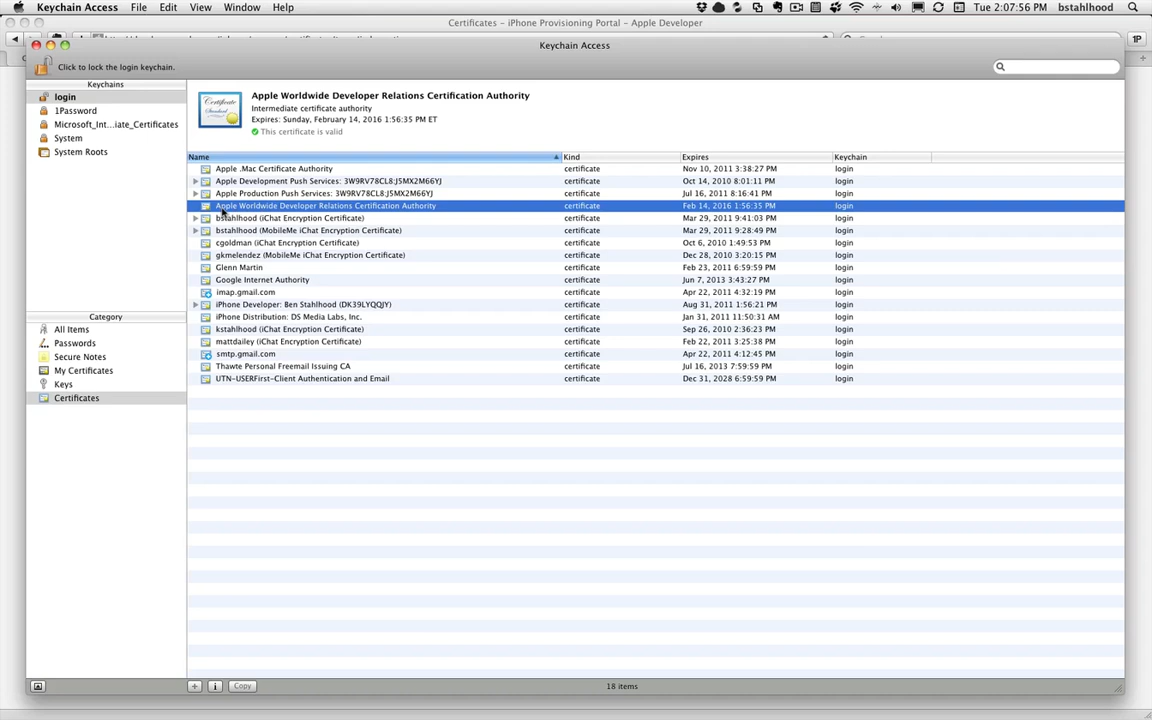 Keychain Access File Edit View Window Help Tue 2:07:56 PM bstahlhood
Certificates - iPhone Provisioning Portal - Apple Developer
Keychain Access
Click to lock the login keychain.
Keychains
login
1Password
Microsoft_Int...iate_Certificates
System
System Roots
Apple Worldwide Developer Relations Certification Authority
Intermediate certificate authority
Expires: Sunday, February 14, 2016 1:56:35 PM ET
This certificate is valid
Name Kind Expires Keychain
Apple .Mac Certificate Authority certificate Nov 10, 2011 3:38:27 PM login
Apple Development Push Services: 3W9RV78CL8:J5MX2M66YJ certificate Oct 14, 2010 8:01:11 PM login
Apple Production Push Services: 3W9RV78CL8:J5MX2M66YJ certificate Jul 16, 2011 8:16:41 PM login
Apple Worldwide Developer Relations Certification Authority certificate Feb 14, 2016 1:56:35 PM login
bstahlhood (iChat Encryption Certificate) certificate Mar 29, 2011 9:41:03 PM login
bstahlhood (MobileMe iChat Encryption Certificate) certificate Mar 29, 2011 9:28:49 PM login
cgoldman (iChat Encryption Certificate) certificate Oct 6, 2010 1:49:53 PM login
gkmelendez (MobileMe iChat Encryption Certificate) certificate Dec 28, 2010 3:20:15 PM login
Glenn Martin certificate Feb 23, 2011 6:59:59 PM login
Google Internet Authority certificate Jun 7, 2013 3:43:27 PM login
imap.gmail.com certificate Apr 22, 2011 4:32:19 PM login
iPhone Developer: Ben Stahlhood (DK39LYQQJY) certificate Aug 31, 2011 1:56:21 PM login
iPhone Distribution: DS Media Labs, Inc. certificate Jan 31, 2011 11:50:31 AM login
kstahlhood (iChat Encryption Certificate) certificate Sep 26, 2010 2:36:23 PM login
mattdailey (iChat Encryption Certificate) certificate Feb 22, 2011 3:25:38 PM login
smtp.gmail.com certificate Apr 22, 2011 4:12:45 PM login
Thawte Personal Freemail Issuing CA certificate Jul 16, 2013 7:59:59 PM login
UTN-USERFirst-Client Authentication and Email certificate Dec 31, 2028 6:59:59 PM login
Category
All Items
Passwords
Secure Notes
My Certificates
Keys
Certificates
Copy
18 items